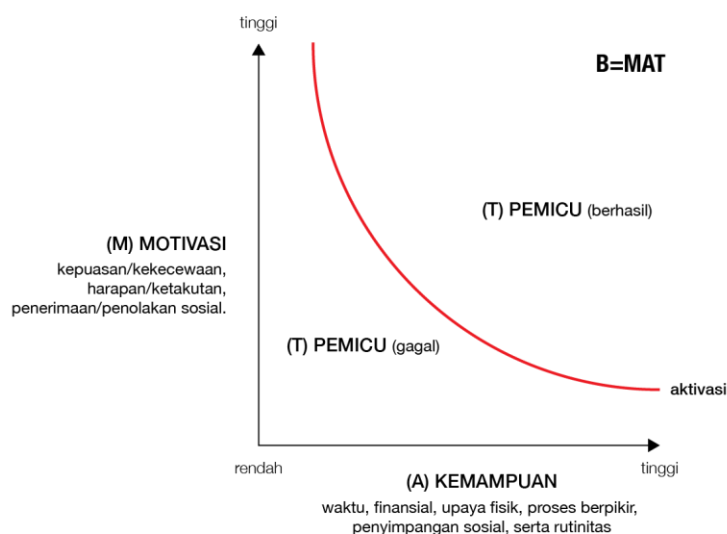 tinggi
B=MAT
(T) PEMICU (berhasil)
(M) MOTIVASI
kepuasan/kekecewaan,
harapan/ketakutan,
penerimaan/penolakan sosial.
(T) PEMICU (gagal)
aktivasi
rendah
tinggi
(A) KEMAMPUAN
waktu, finansial, upaya fisik, proses berpikir,
penyimpangan sosial, serta rutinitas